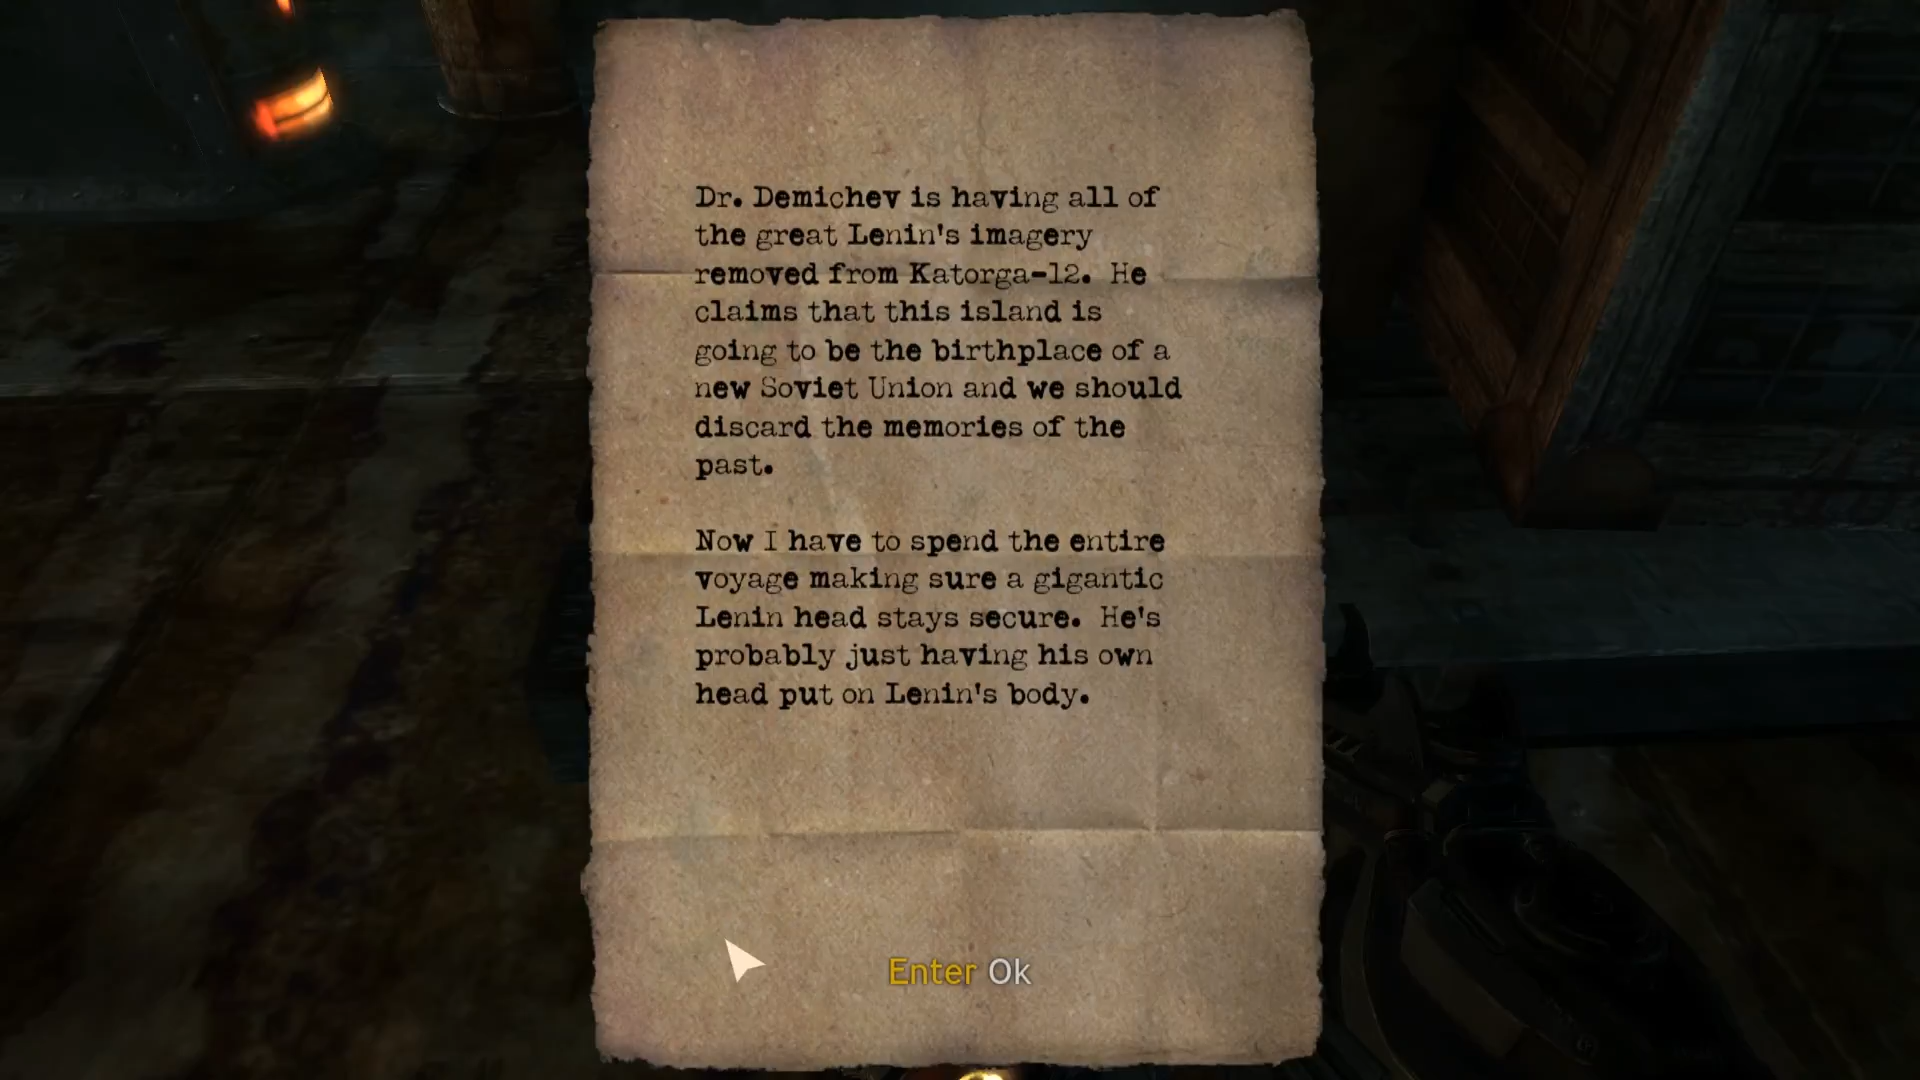 Dr. Demichev is having all of
the great Lenin's imagery
removed from Katorga-12.  He
claims that this island is
going to be the birthplace of a
new Soviet Union and we should
discard the memories of the
past.
Now I have to spend the entire
voyage making sure a gigantic
Lenin head stays secure.  He's
probably just having his own
head put on Lenin's body.
Enter Ok